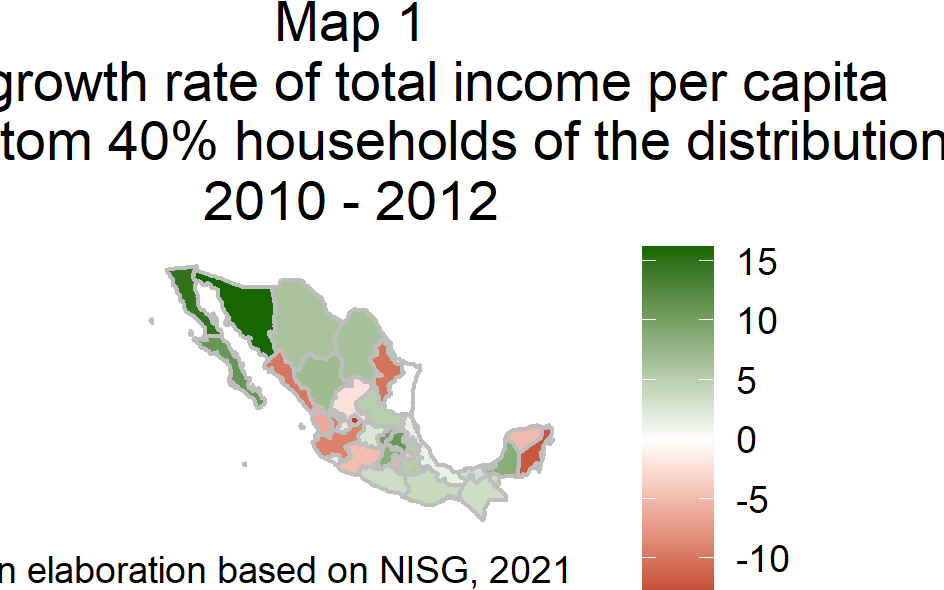 Map 1
growth rate of total income per capita
tom 40% households of the distribution
2010 - 2012
15
10
5
0
-5
-10
n elaboration based on NISG, 2021